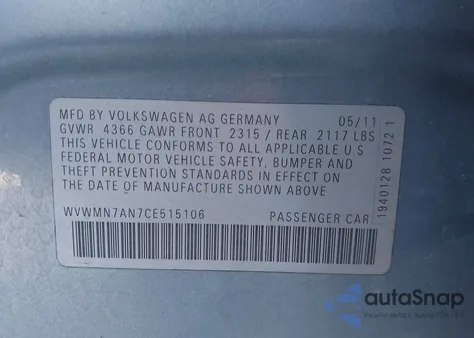 MFD BY VOLKSWAGEN AG GERMANY 05/11
GVWR 4366 GAWR FRONT 2315 / REAR 2117 LBS
THIS VEHICLE CONFORMS TO ALL APPLICABLE U.S
FEDERAL MOTOR VEHICLE SAFETY, BUMPER AND
THEFT PREVENTION STANDARDS IN EFFECT ON
THE DATE OF MANUFACTURE SHOWN ABOVE
WVWMN7AN7CE515106 PASSENGER CAR
1940128 1072 1
autoSnap